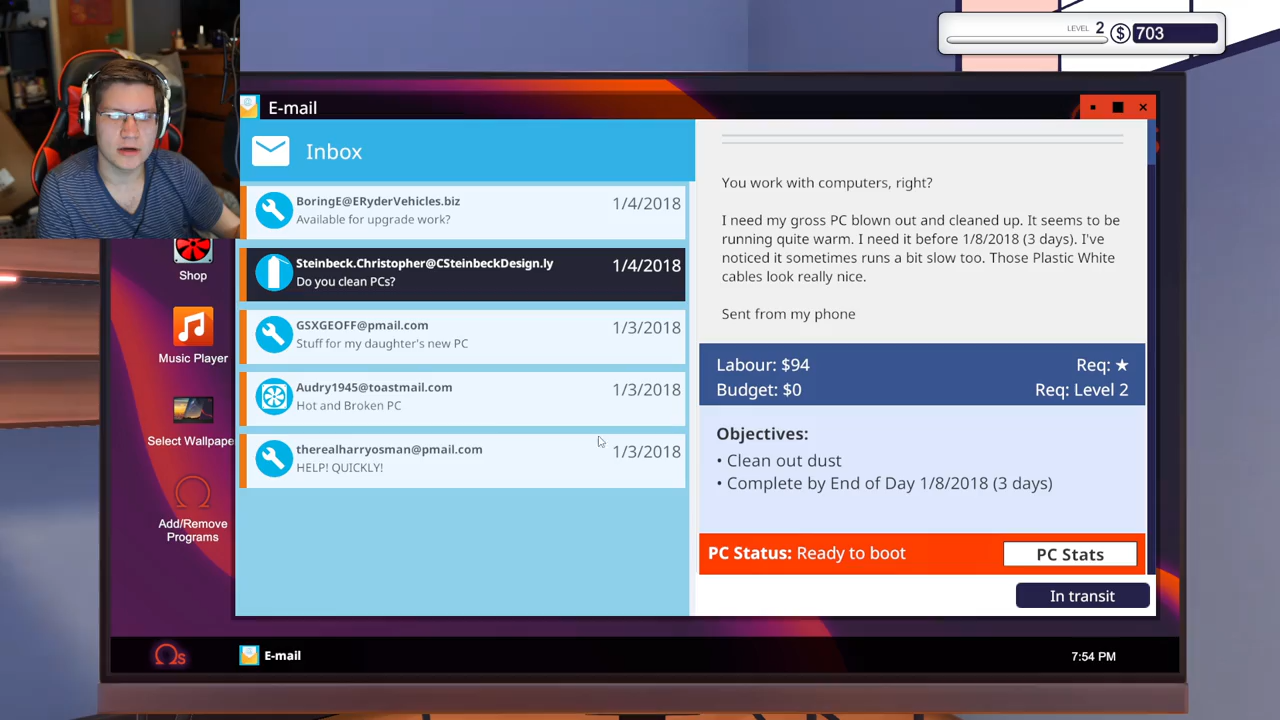 LEVEL 2 $ 703
E-mail
Inbox
BoringE@ERyderVehicles.biz 1/4/2018
Available for upgrade work?
Steinbeck.Christopher@CSteinbeckDesign.ly 1/4/2018
Do you clean PCs?
GSXGEOFF@pmail.com 1/3/2018
Stuff for my daughter's new PC
Audry1945@toastmail.com 1/3/2018
Hot and Broken PC
therealharryosman@pmail.com 1/3/2018
HELP! QUICKLY!
You work with computers, right?
I need my gross PC blown out and cleaned up. It seems to be
running quite warm. I need it before 1/8/2018 (3 days). I've
noticed it sometimes runs a bit slow too. Those Plastic White
cables look really nice.
Sent from my phone
Labour: $94 Req: ★
Budget: $0 Req: Level 2
Objectives:
• Clean out dust
• Complete by End of Day 1/8/2018 (3 days)
PC Status: Ready to boot PC Stats
In transit
Shop
Music Player
Select Wallpape
Add/Remove
Programs
Ωs E-mail 7:54 PM